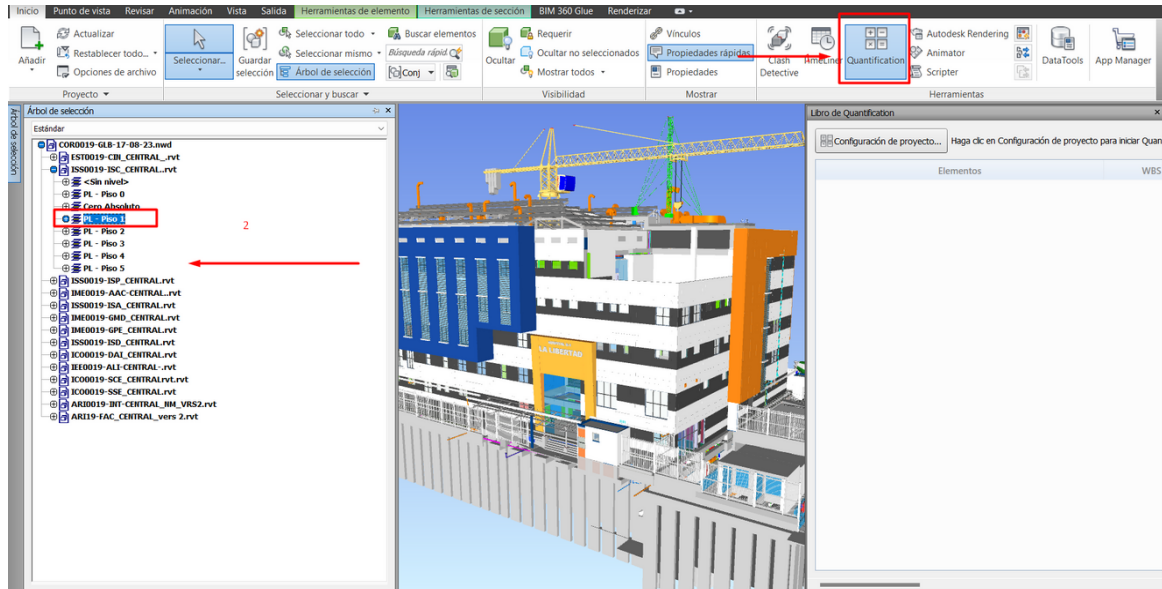 Inicio Punto de vista Revisar Animación Vista Salida Herramientas de elemento Herramientas de sección BIM 360 Glue Renderizar
Añadir
Actualizar
Restablecer todo...
Opciones de archivo
Proyecto
Seleccionar...
Guardar selección
Seleccionar todo
Seleccionar mismo
Árbol de selección
Buscar elementos
Búsqueda rápid.
Conj
Seleccionar y buscar
Ocultar
Requerir
Ocultar no seleccionados
Mostrar todos
Visibilidad
Vínculos
Propiedades rápidas
Propiedades
Mostrar
Clash Detective
TimeLiner
Quantification
Autodesk Rendering
Animator
Scripter
DataTools
App Manager
Herramientas
Árbol de selección
Árbol de selección
Estándar
COR0019-GLB-17-08-23.nwd
EST0019-CIN_CENTRAL_.rvt
ISS0019-ISC_CENTRAL..rvt
<Sin nivel>
PL - Piso 0
Cero Absoluto
PL - Piso 1
PL - Piso 2
PL - Piso 3
PL - Piso 4
PL - Piso 5
ISS0019-ISP_CENTRAL.rvt
IME0019-AAC-CENTRAL..rvt
ISS0019-ISA_CENTRAL.rvt
IME0019-GMD_CENTRAL.rvt
IME0019-GPE_CENTRAL.rvt
ISS0019-ISD_CENTRAL.rvt
ICO0019-DAI_CENTRAL.rvt
IEE0019-ALI-CENTRAL-.rvt
ICO0019-SCE_CENTRALrvt.rvt
ICO0019-SSE_CENTRAL.rvt
ARI0019-INT-CENTRAL_NM_VRS2.rvt
ARI19-FAC_CENTRAL_vers 2.rvt
2
LA LIBERTAD
Libro de Quantification
Configuración de proyecto... Haga clic en Configuración de proyecto para iniciar Quan
Elementos WBS